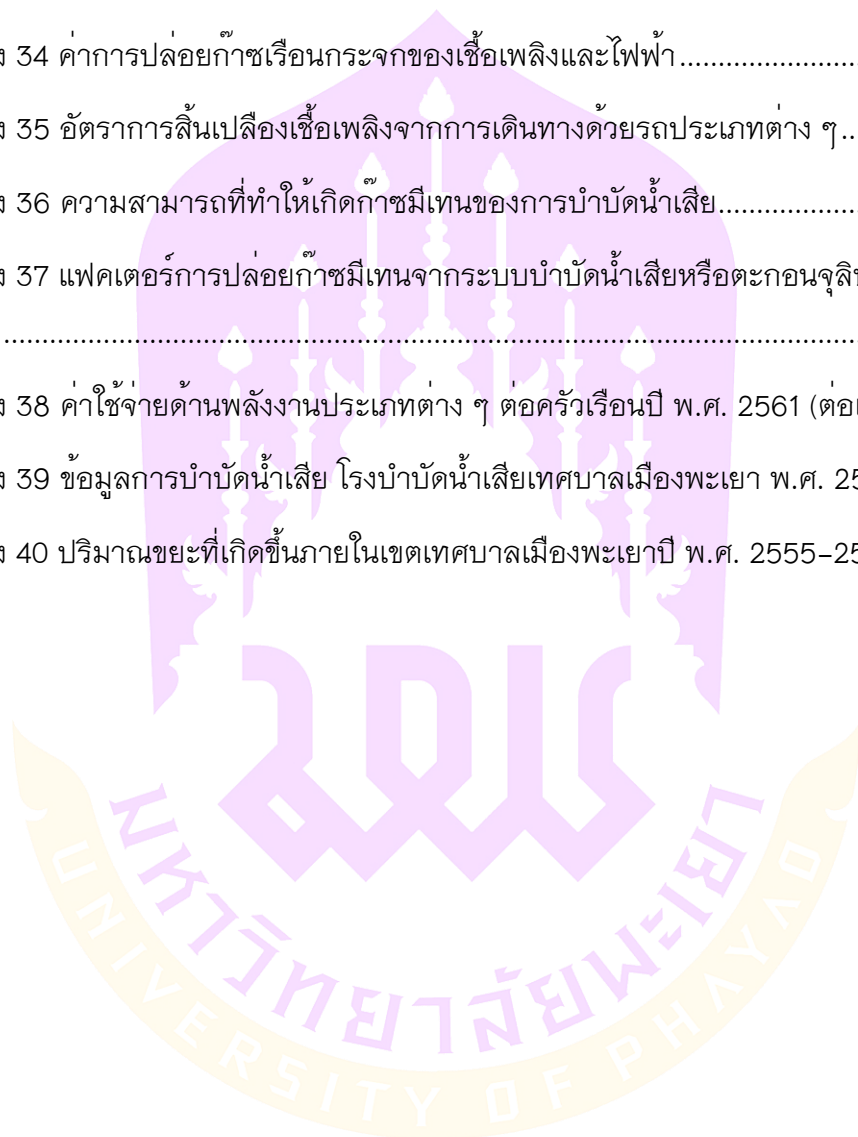 ง 34 ค่าการปล่อยก๊าซเรือนกระจกของเชื้อเพลิงและไฟฟ้า.......................
ง 35 อัตราการสิ้นเปลืองเชื้อเพลิงจากการเดินทางด้วยรถประเภทต่าง ๆ..
ง 36 ความสามารถที่ทำให้เกิดก๊าซมีเทนของการบำบัดน้ำเสีย..................
ง 37 แฟคเตอร์การปล่อยก๊าซมีเทนจากระบบบำบัดน้ำเสียหรือตะกอนจุลิน
..............................................................................................................
ง 38 ค่าใช้จ่ายด้านพลังงานประเภทต่าง ๆ ต่อครัวเรือนปี พ.ศ. 2561 (ต่อเ
ง 39 ข้อมูลการบำบัดน้ำเสีย โรงบำบัดน้ำเสียเทศบาลเมืองพะเยา พ.ศ. 25
ง 40 ปริมาณขยะที่เกิดขึ้นภายในเขตเทศบาลเมืองพะเยาปี พ.ศ. 2555-25
มหาวิทยาลัยพะเยา
UNIVERSITY OF PHAYAO